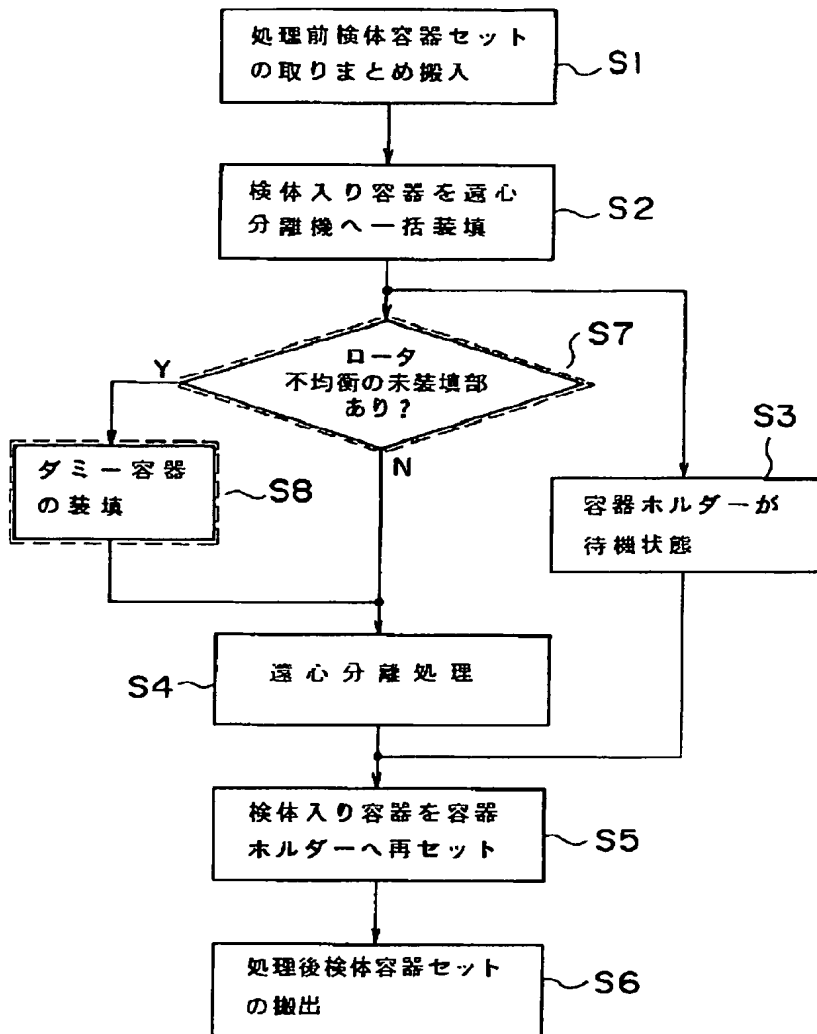 処理前検体容器セット
の取りまとめ搬入
S1
検体入り容器を遠心
分離機へ一括装填
S2
ロータ
不均衡の未装填部
あり?
S7
Y
N
ダミー容器
の装填
S8
容器ホルダーが
待機状態
S3
遠心分離処理
S4
検体入り容器を容器
ホルダーへ再セット
S5
処理後検体容器セット
の搬出
S6